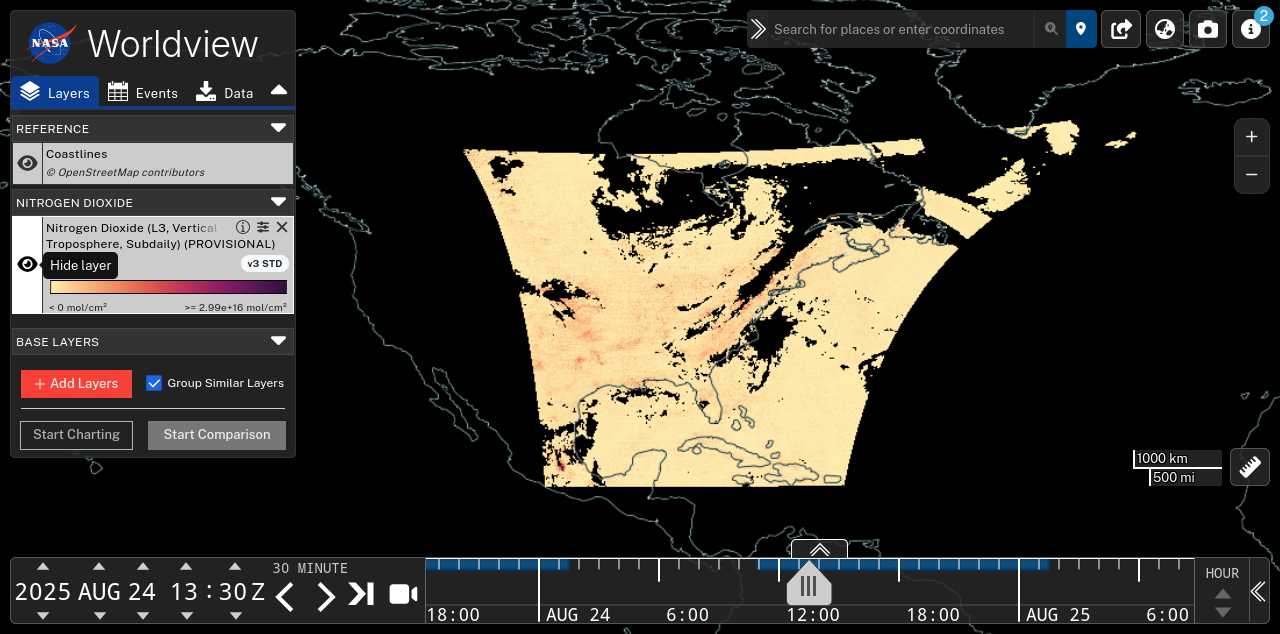 NASA Worldview
Search for places or enter coordinates
2
Layers
Events
Data
REFERENCE
Coastlines
© OpenStreetMap contributors
NITROGEN DIOXIDE
Nitrogen Dioxide (L3, Vertical
Troposphere, Subdaily) (PROVISIONAL)
Hide layer
v3 STD
< 0 mol/cm² >= 2.99e+16 mol/cm²
BASE LAYERS
+ Add Layers
Group Similar Layers
Start Charting
Start Comparison
+
−
1000 km
500 mi
2025 AUG 24 13 : 30 Z
30 MINUTE
18:00 AUG 24 6:00 12:00 18:00 AUG 25 6:00
HOUR